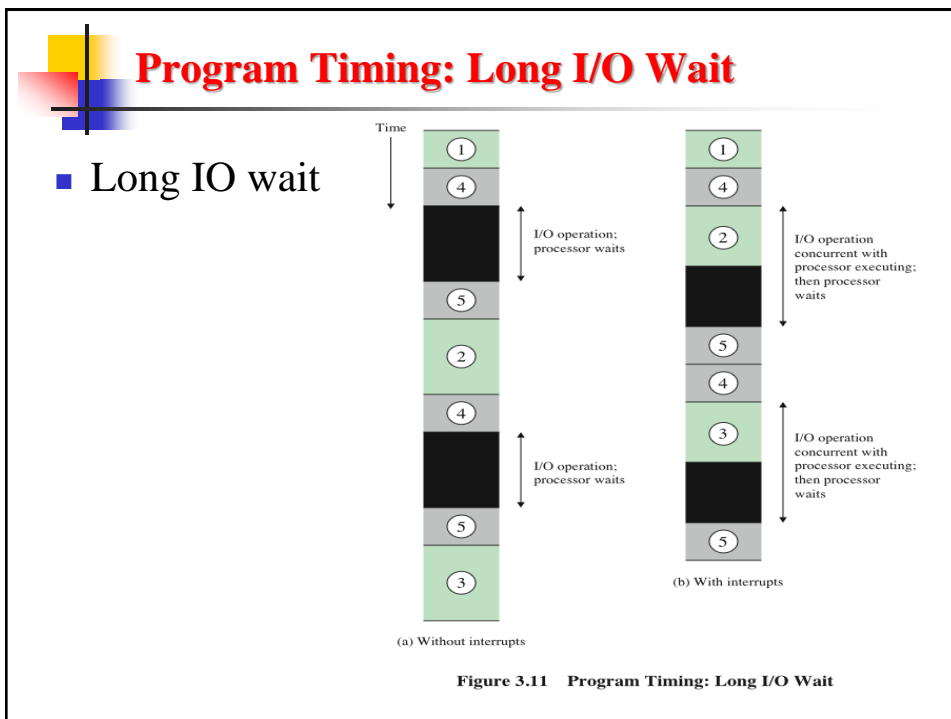 Program Timing: Long I/O Wait
Long IO wait
Time
1
4
I/O operation;
processor waits
5
2
4
I/O operation;
processor waits
5
3
(a) Without interrupts
1
4
2
I/O operation
concurrent with
processor executing;
then processor
waits
5
4
3
I/O operation
concurrent with
processor executing;
then processor
waits
5
(b) With interrupts
Figure 3.11 Program Timing: Long I/O Wait